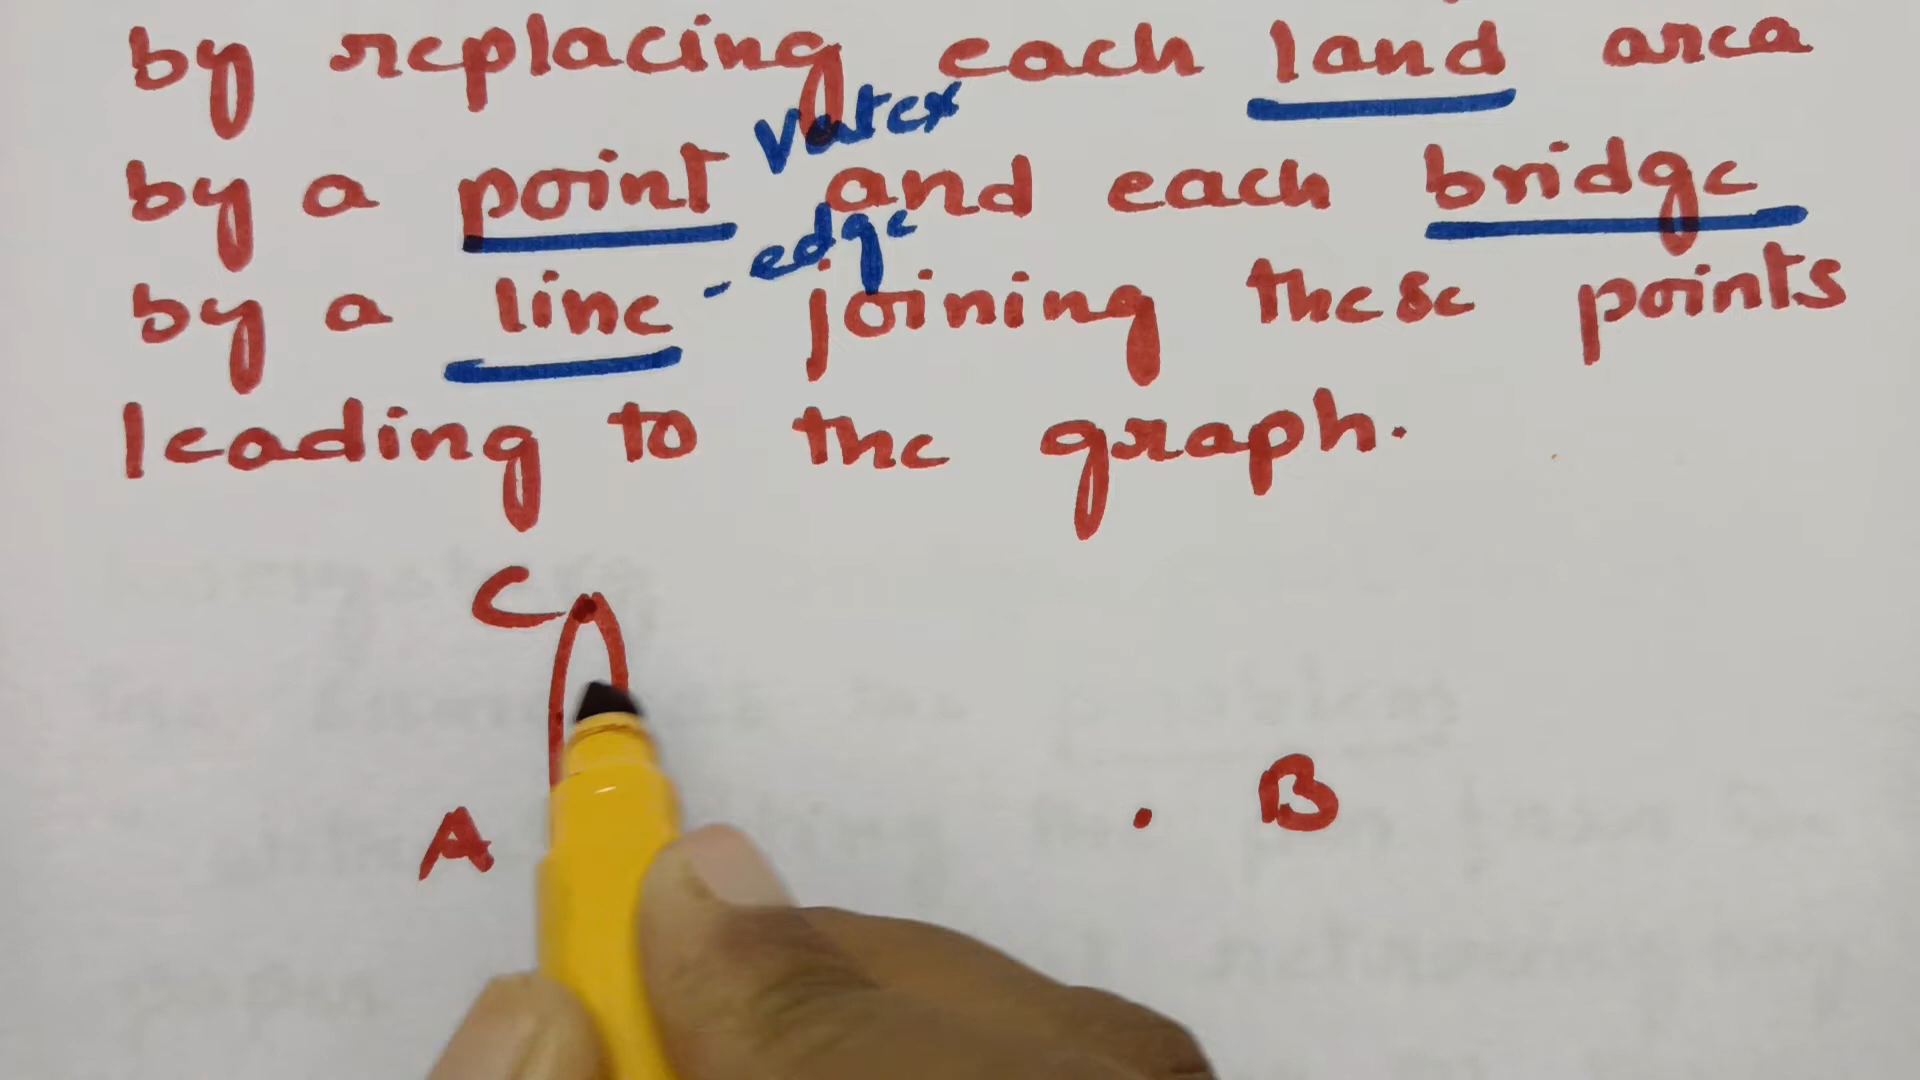 by replacing each land area
vertex
by a point and each bridge
- edge
by a line joining these points
leading to the graph.
C
A
B